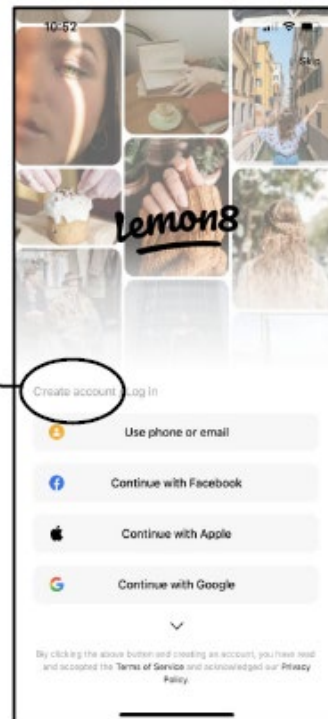 10:52
Skip
lemon8
Create account / Log in
Use phone or email
Continue with Facebook
Continue with Apple
Continue with Google
By clicking the above button and creating an account, you have read
and accepted the Terms of Service and acknowledged our Privacy
Policy.